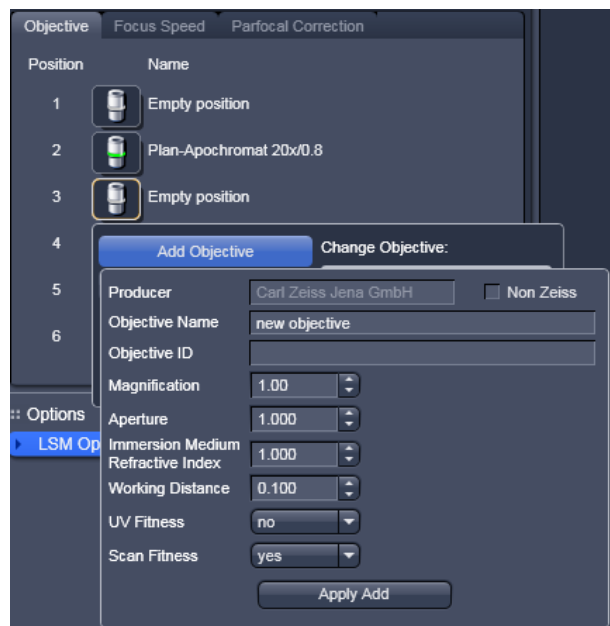 Objective Focus Speed Parfocal Correction
Position Name
1 Empty position
2 Plan-Apochromat 20x/0.8
3 Empty position
4 Add Objective Change Objective:
5 Producer Carl Zeiss Jena GmbH Non Zeiss
Objective Name new objective
6
Objective ID
Magnification 1.00
:: Options Aperture 1.000
LSM Op Immersion Medium
Refractive Index 1.000
Working Distance 0.100
UV Fitness no
Scan Fitness yes
Apply Add